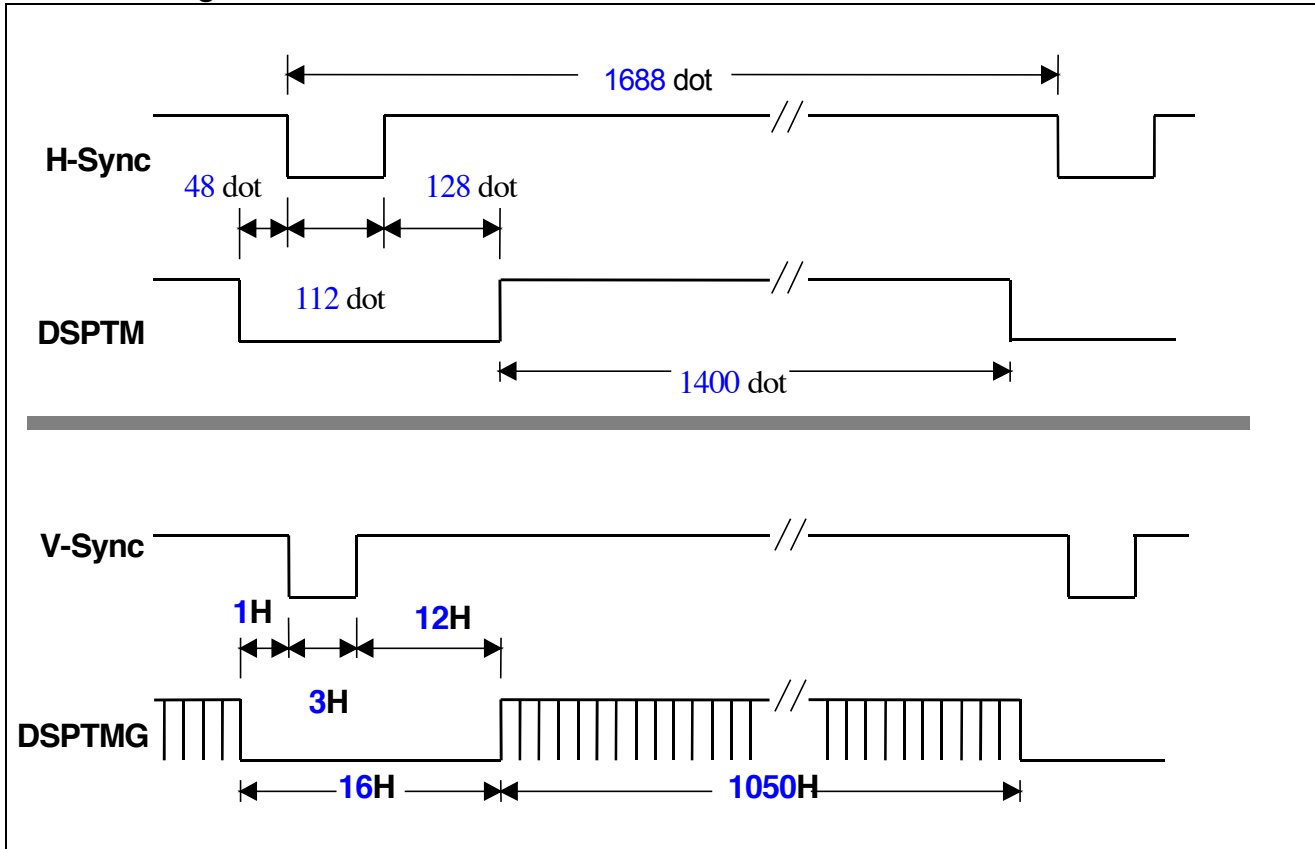 1688 dot
H-Sync
48 dot
128 dot
112 dot
DSPTM
1400 dot
V-Sync
1H
12H
3H
DSPTMG
16H
1050H